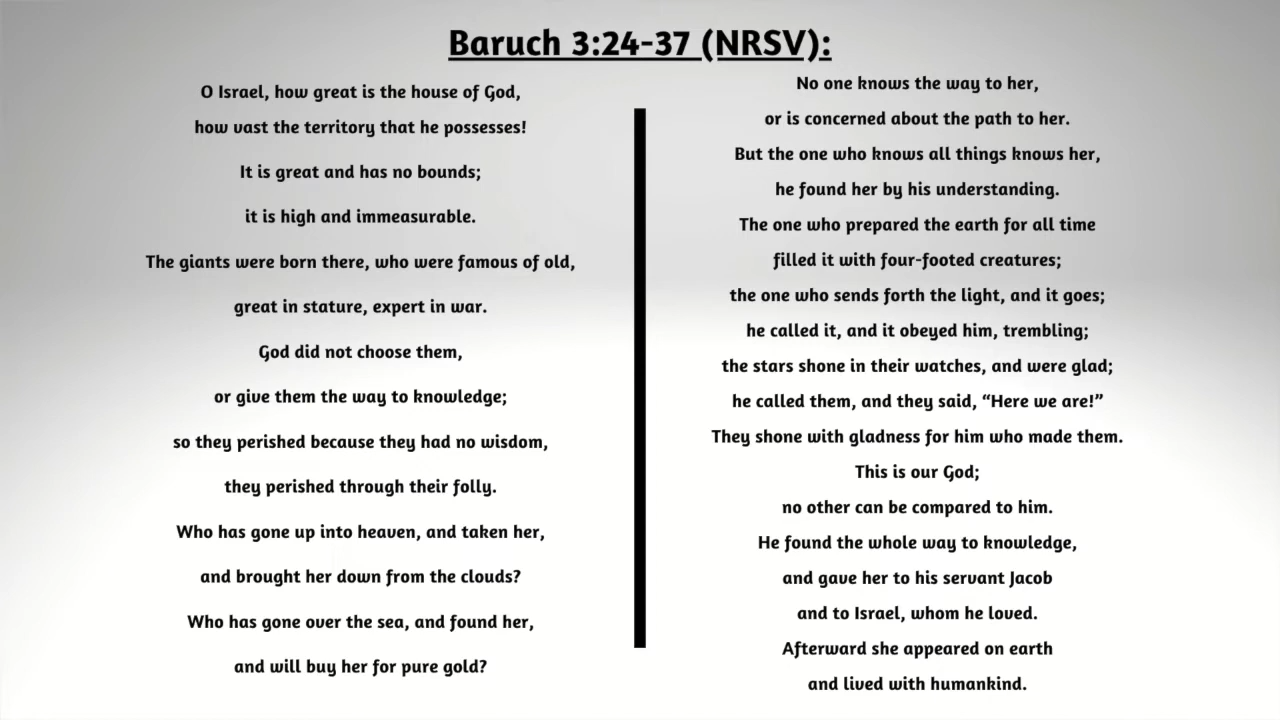 Baruch 3:24-37 (NRSV):
O Israel, how great is the house of God,
how vast the territory that he possesses!
It is great and has no bounds;
it is high and immeasurable.
The giants were born there, who were famous of old,
great in stature, expert in war.
God did not choose them,
or give them the way to knowledge;
so they perished because they had no wisdom,
they perished through their folly.
Who has gone up into heaven, and taken her,
and brought her down from the clouds?
Who has gone over the sea, and found her,
and will buy her for pure gold?
No one knows the way to her,
or is concerned about the path to her.
But the one who knows all things knows her,
he found her by his understanding.
The one who prepared the earth for all time
filled it with four-footed creatures;
the one who sends forth the light, and it goes;
he called it, and it obeyed him, trembling;
the stars shone in their watches, and were glad;
he called them, and they said, “Here we are!”
They shone with gladness for him who made them.
This is our God;
no other can be compared to him.
He found the whole way to knowledge,
and gave her to his servant Jacob
and to Israel, whom he loved.
Afterward she appeared on earth
and lived with humankind.